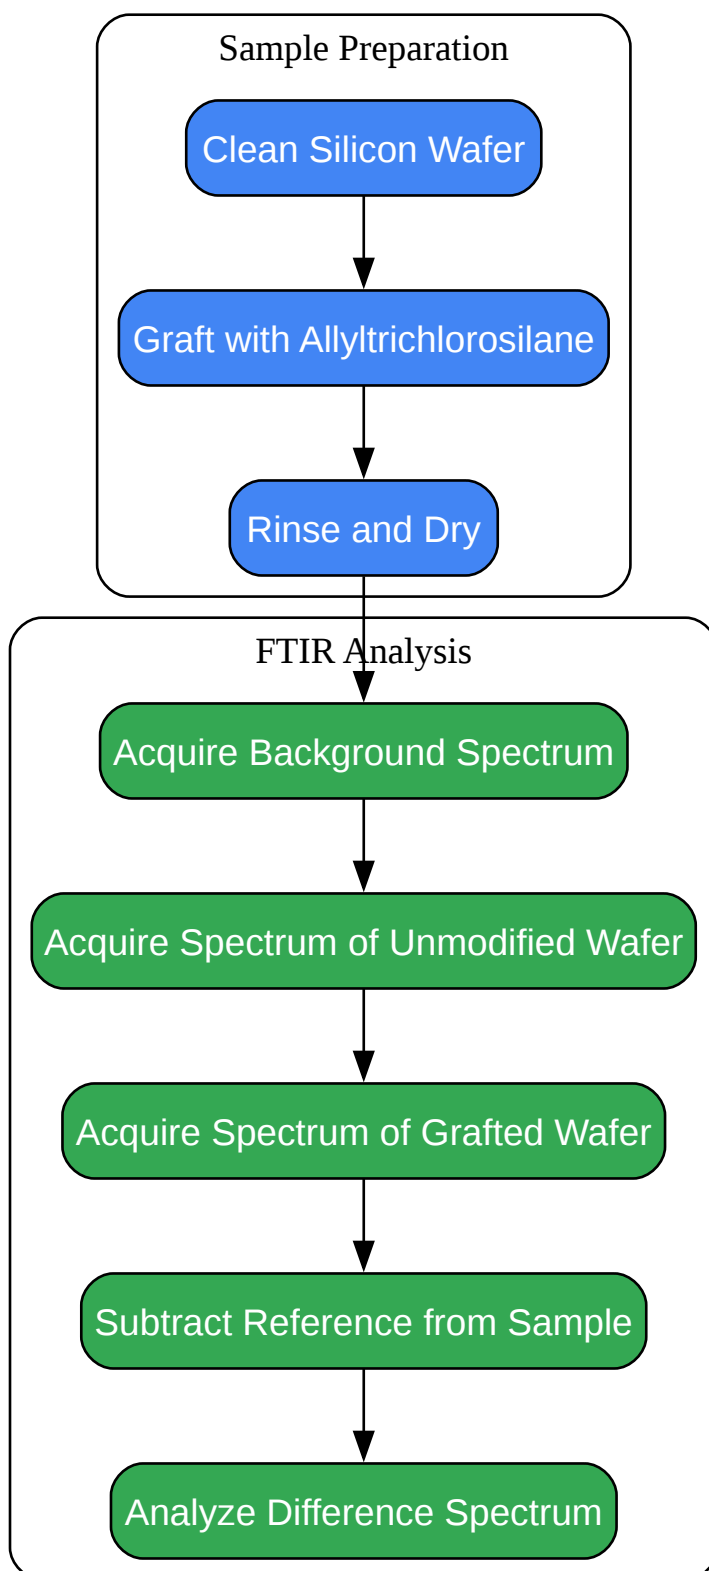 Sample Preparation
Clean Silicon Wafer
Graft with Allyltrichlorosilane
Rinse and Dry
FTIR Analysis
Acquire Background Spectrum
Acquire Spectrum of Unmodified Wafer
Acquire Spectrum of Grafted Wafer
Subtract Reference from Sample
Analyze Difference Spectrum